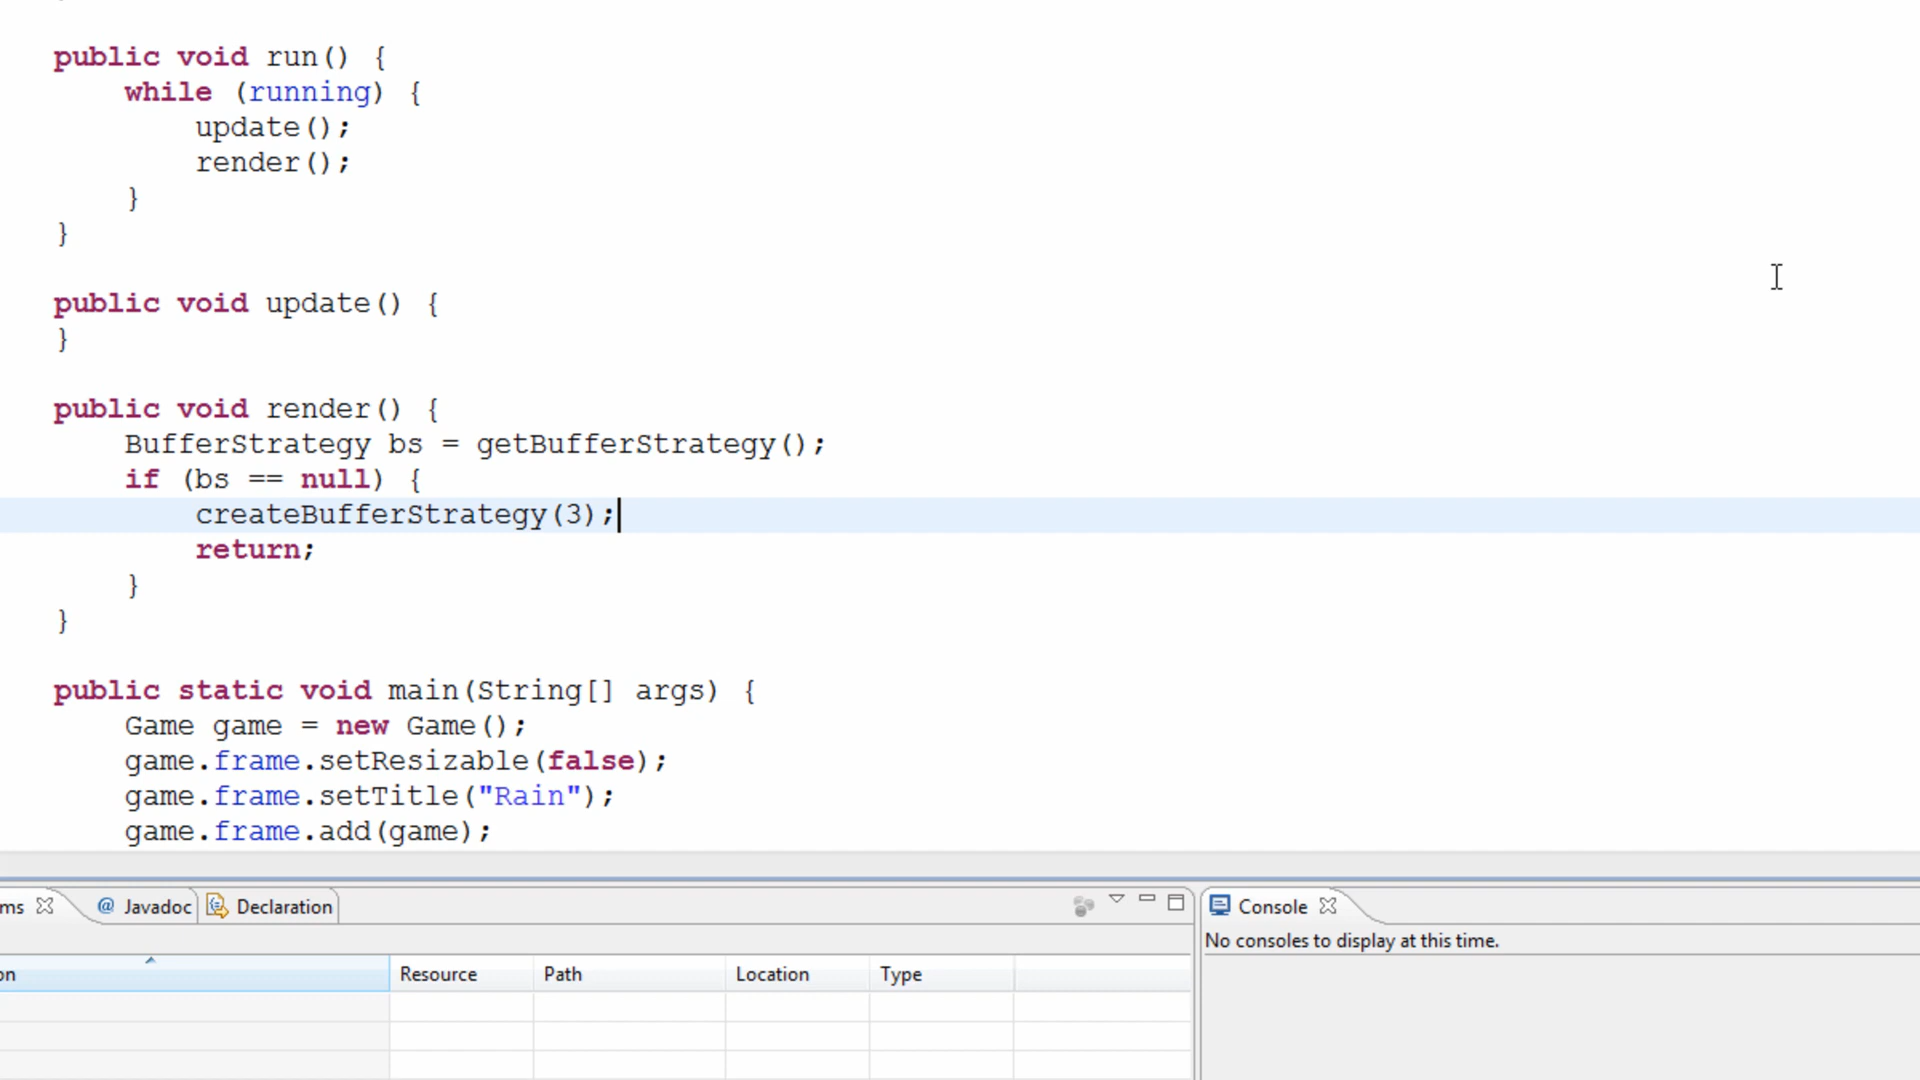 public void run() {
while (running) {
update();
render();
}
}
public void update() {
}
public void render() {
BufferStrategy bs = getBufferStrategy();
if (bs == null) {
createBufferStrategy(3);
return;
}
}
public static void main(String[] args) {
Game game = new Game();
game.frame.setResizable(false);
game.frame.setTitle("Rain");
game.frame.add(game);
ms @ Javadoc Declaration
Console
No consoles to display at this time.
on Resource Path Location Type